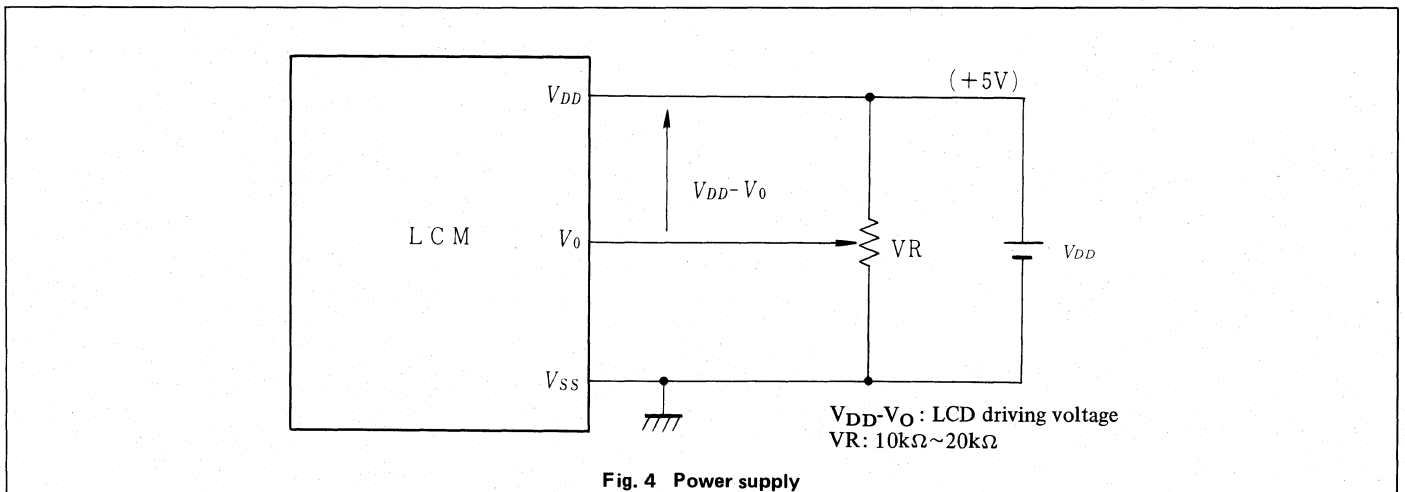 (+5V)
VDD
VDD-V0
LCM
V0
VR
VDD
VSS
VDD-VO : LCD driving voltage
VR: 10kΩ~20kΩ
Fig. 4 Power supply